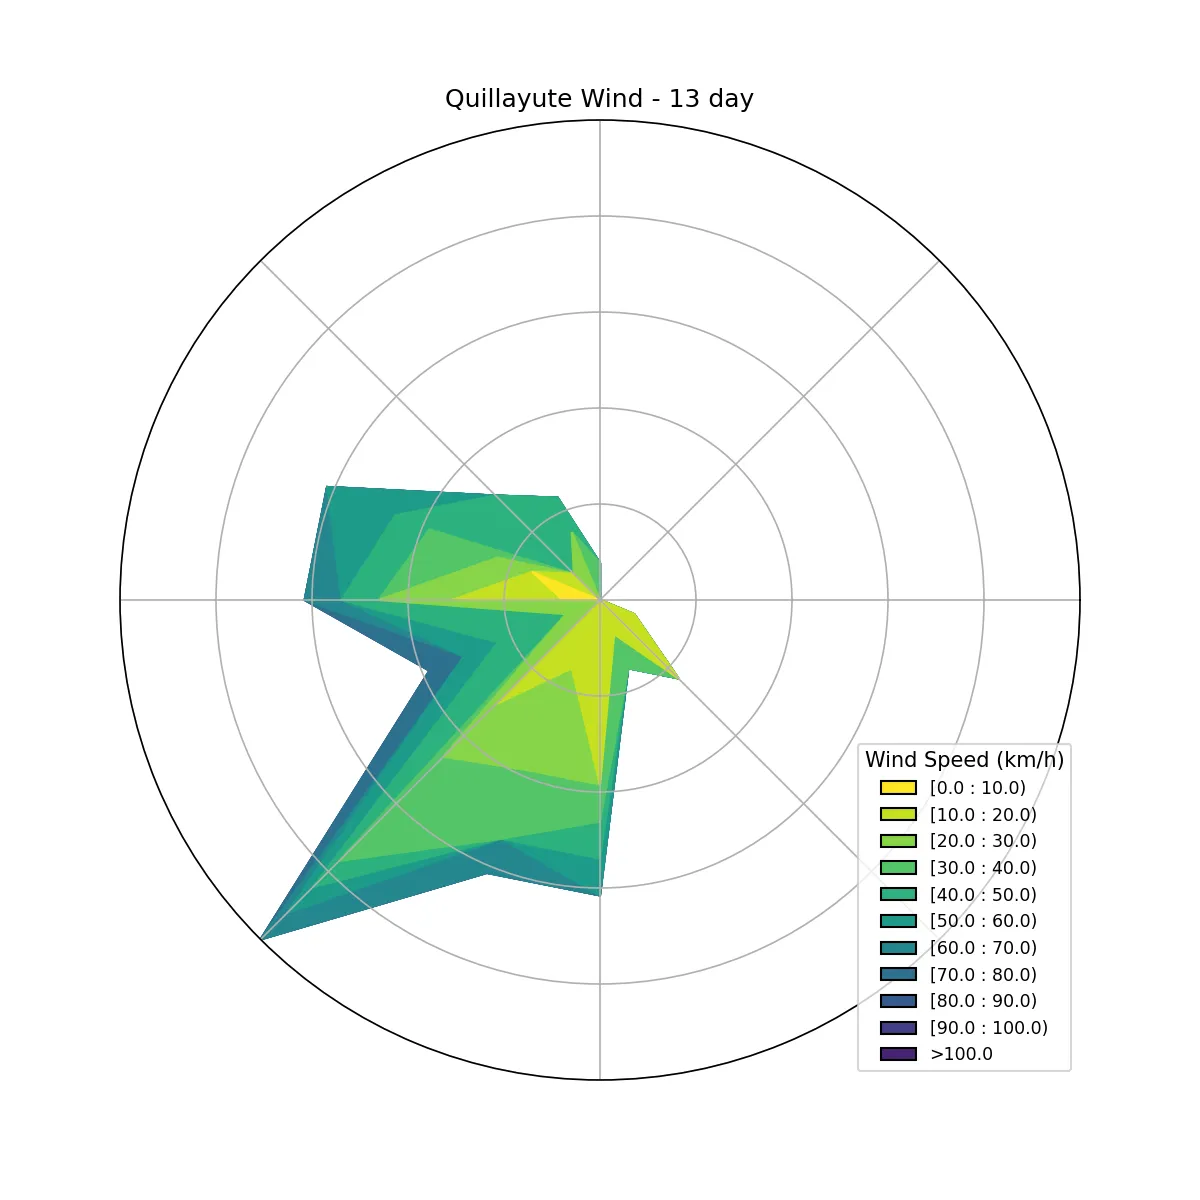 Quillayute Wind - 13 day
Wind Speed (km/h)
[0.0 : 10.0)
[10.0 : 20.0)
[20.0 : 30.0)
[30.0 : 40.0)
[40.0 : 50.0)
[50.0 : 60.0)
[60.0 : 70.0)
[70.0 : 80.0)
[80.0 : 90.0)
[90.0 : 100.0)
>100.0